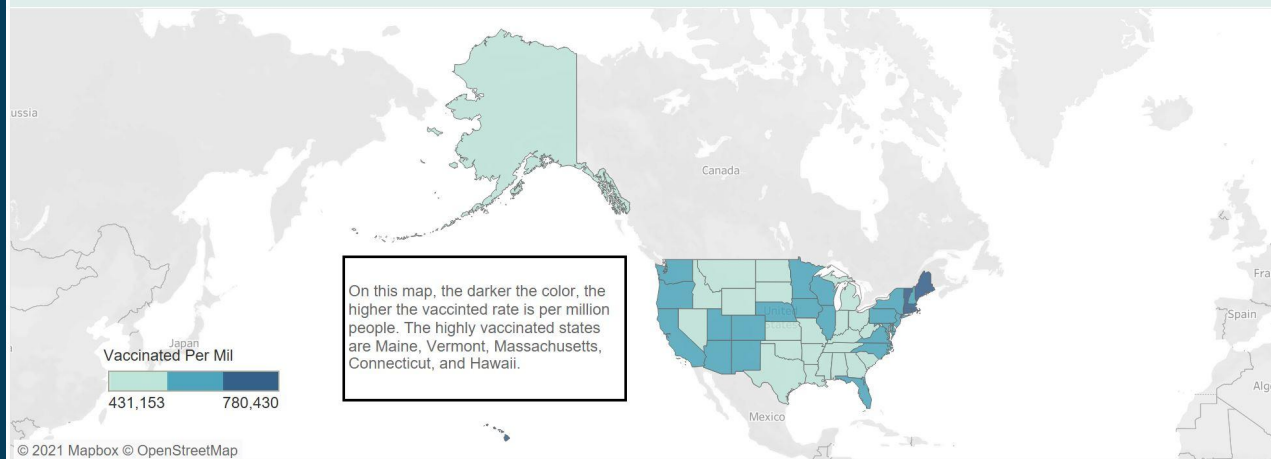 ussia
Canada
On this map, the darker the color, the
higher the vaccinted rate is per million
people. The highly vaccinated states
are Maine, Vermont, Massachusetts,
Connecticut, and Hawaii.
Japan
Vaccinated Per Mil
431,153 780,430
United
Mexico
Fra
Spain
Alg
© 2021 Mapbox © OpenStreetMap